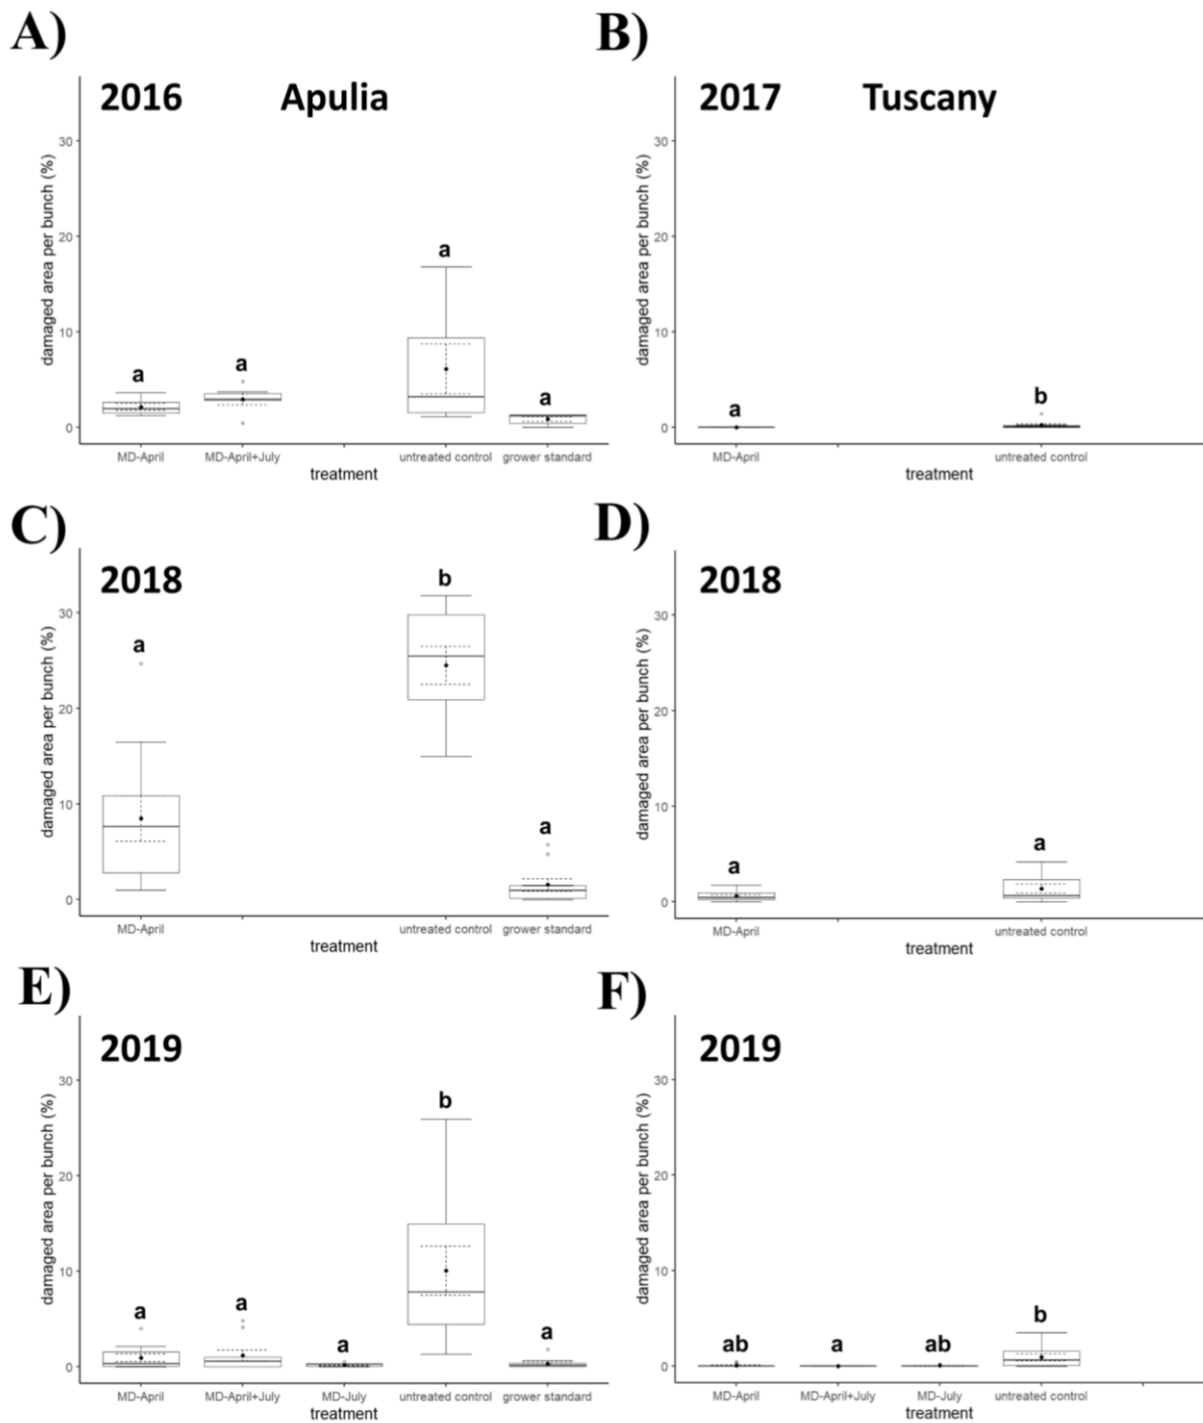 A)
2016 Apulia
damaged area per bunch (%)
30
20
10
0
a
a
a
a
MD-April MD-April+July untreated control grower standard
treatment
B)
2017 Tuscany
damaged area per bunch (%)
30
20
10
0
a
b
MD-April untreated control
treatment
C)
2018
damaged area per bunch (%)
30
20
10
0
a
b
a
MD-April untreated control grower standard
treatment
D)
2018
damaged area per bunch (%)
30
20
10
0
a
a
MD-April untreated control
treatment
E)
2019
damaged area per bunch (%)
30
20
10
0
a
a
a
b
a
MD-April MD-April+July MD-July untreated control grower standard
treatment
F)
2019
damaged area per bunch (%)
30
20
10
0
ab
a
ab
b
MD-April MD-April+July MD-July untreated control
treatment